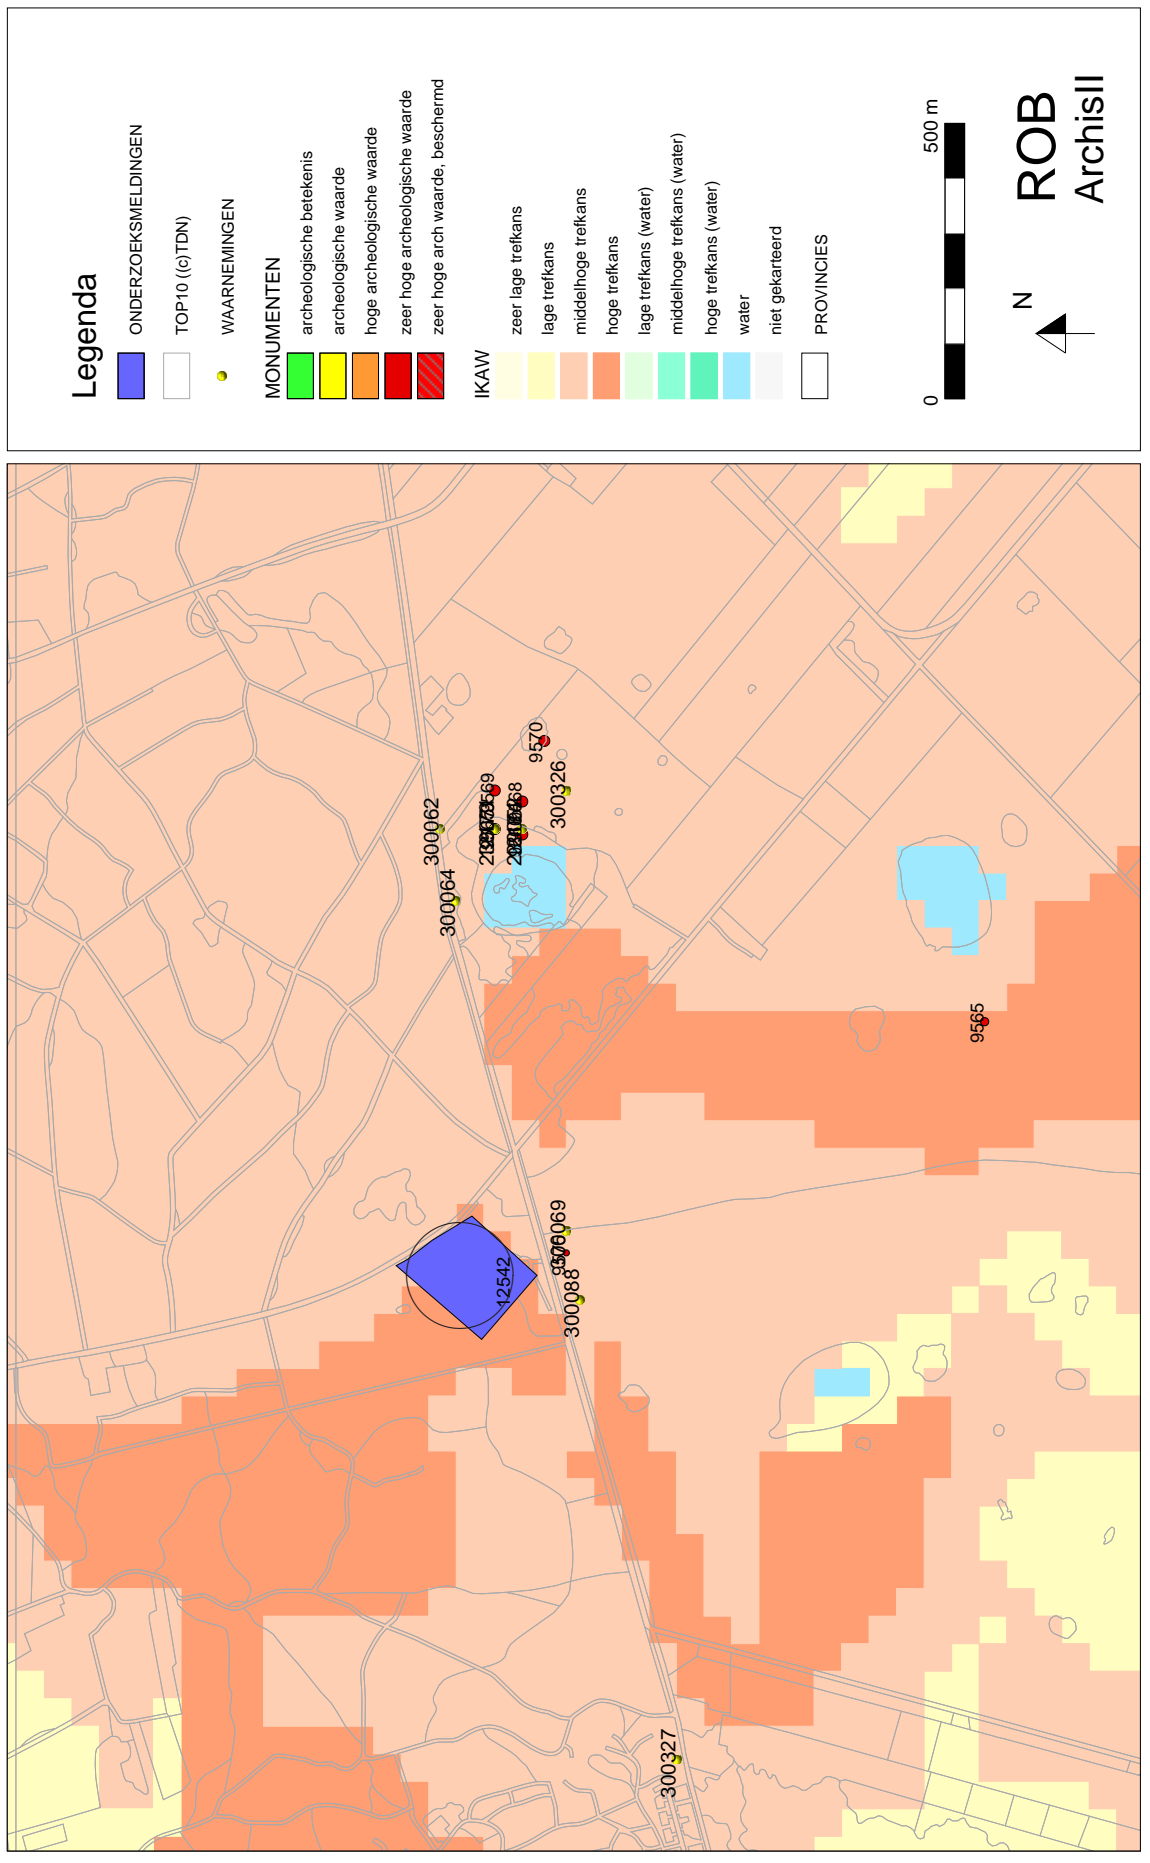 Legenda
ONDERZOEKSMELDINGEN
TOP10 ((c)TDN)
WAARNEMINGEN
MONUMENTEN
archeologische betekenis
archeologische waarde
hoge archeologische waarde
zeer hoge archeologische waarde
zeer hoge arch waarde, beschermd
IKAW
zeer lage trefkans
lage trefkans
middelhoge trefkans
hoge trefkans
lage trefkans (water)
middelhoge trefkans (water)
hoge trefkans (water)
water
niet gekarteerd
PROVINCIES
0
500 m
N
ROB
ArchisII
300062
300064
9570
300326
9565
12542
300069
300088
300327